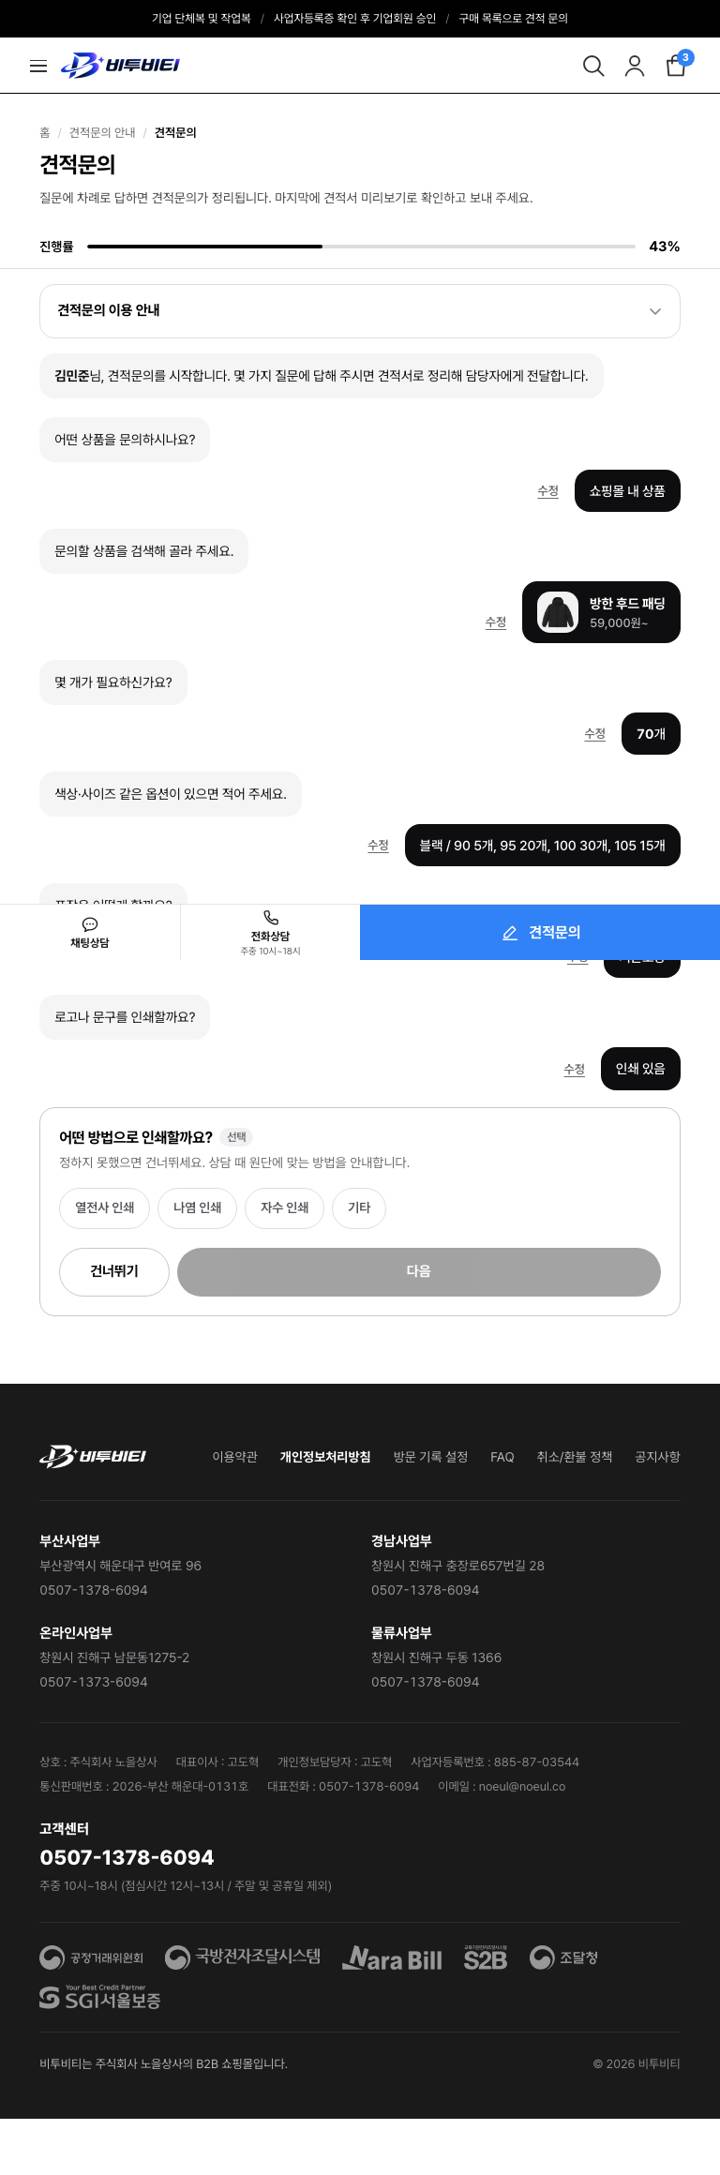 기업 단체복 및 작업복 / 사업자등록증 확인 후 기업회원 승인 / 구매 목록으로 견적 문의
비투비티
3
홈 / 견적문의 안내 / 견적문의
견적문의
질문에 차례로 답하면 견적문의가 정리됩니다. 마지막에 견적서 미리보기로 확인하고 보내 주세요.
진행률 43%
견적문의 이용 안내
김민준님, 견적문의를 시작합니다. 몇 가지 질문에 답해 주시면 견적서로 정리해 담당자에게 전달합니다.
어떤 상품을 문의하시나요?
수정 쇼핑몰 내 상품
문의할 상품을 검색해 골라 주세요.
방한 후드 패딩
수정 59,000원~
몇 개가 필요하신가요?
수정 70개
색상·사이즈 같은 옵션이 있으면 적어 주세요.
수정 블랙 / 90 5개, 95 20개, 100 30개, 105 15개
채팅상담
전화상담
주중 10시~18시
견적문의
로고나 문구를 인쇄할까요?
수정 인쇄 있음
어떤 방법으로 인쇄할까요? 선택
정하지 못했으면 건너뛰세요. 상담 때 원단에 맞는 방법을 안내합니다.
열전사 인쇄 나염 인쇄 자수 인쇄 기타
건너뛰기 다음
비투비티 이용약관 개인정보처리방침 방문 기록 설정 FAQ 취소/환불 정책 공지사항
부산사업부
부산광역시 해운대구 반여로 96
0507-1378-6094
경남사업부
창원시 진해구 충장로657번길 28
0507-1378-6094
온라인사업부
창원시 진해구 남문동1275-2
0507-1373-6094
물류사업부
창원시 진해구 두동 1366
0507-1378-6094
상호 : 주식회사 노을상사 대표이사 : 고도혁 개인정보담당자 : 고도혁 사업자등록번호 : 885-87-03544
통신판매번호 : 2026-부산 해운대-0131호 대표전화 : 0507-1378-6094 이메일 : noeul@noeul.co
고객센터
0507-1378-6094
주중 10시~18시 (점심시간 12시~13시 / 주말 및 공휴일 제외)
공정거래위원회 국방전자조달시스템 Nara Bill S2B 조달청
Your Best Credit Partner
SGI서울보증
비투비티는 주식회사 노을상사의 B2B 쇼핑몰입니다. © 2026 비투비티